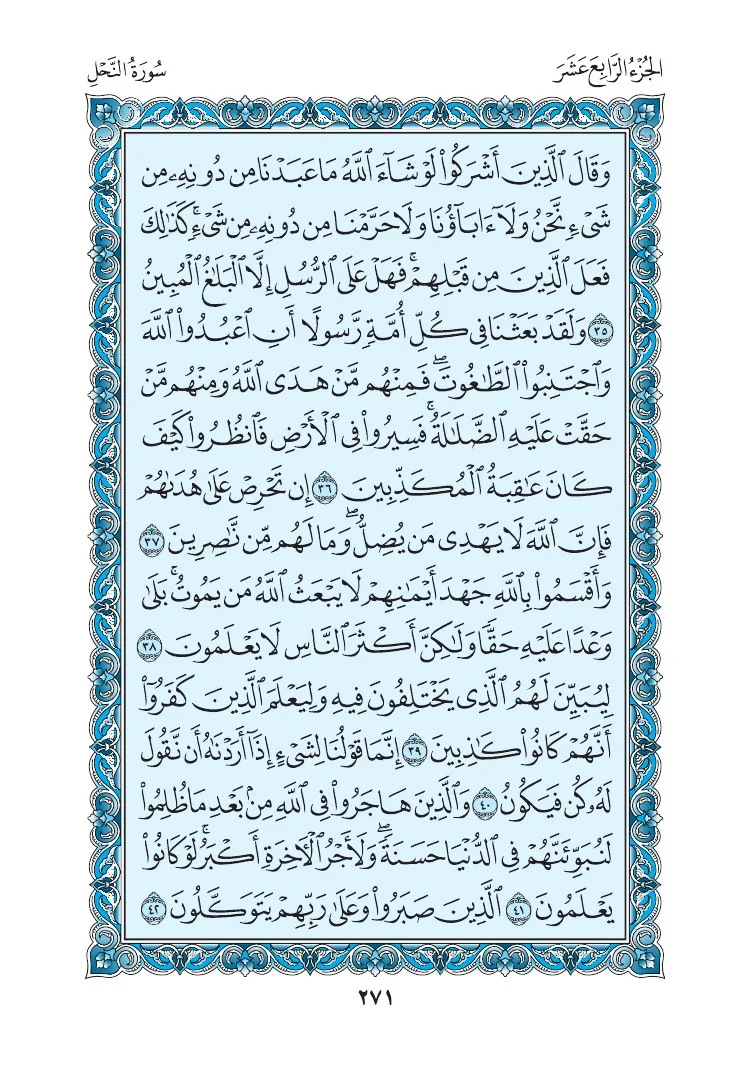 الجُزْءُ الرَّابِعَ عَشَرَ
سُورَةُ النَّحْلِ
وَقَالَ ٱلَّذِينَ أَشْرَكُوا۟ لَوْ شَآءَ ٱللَّهُ مَا عَبَدْنَا مِن دُونِهِۦ مِن
شَىْءٍ نَّحْنُ وَلَآ ءَابَآؤُنَا وَلَا حَرَّمْنَا مِن دُونِهِۦ مِن شَىْءٍ ۚ كَذَٰلِكَ
فَعَلَ ٱلَّذِينَ مِن قَبْلِهِمْ ۚ فَهَلْ عَلَى ٱلرُّسُلِ إِلَّا ٱلْبَلَـٰغُ ٱلْمُبِينُ
٣٥ وَلَقَدْ بَعَثْنَا فِى كُلِّ أُمَّةٍ رَّسُولًا أَنِ ٱعْبُدُوا۟ ٱللَّهَ
وَٱجْتَنِبُوا۟ ٱلطَّـٰغُوتَ ۖ فَمِنْهُم مَّنْ هَدَى ٱللَّهُ وَمِنْهُم مَّنْ
حَقَّتْ عَلَيْهِ ٱلضَّلَـٰلَةُ ۚ فَسِيرُوا۟ فِى ٱلْأَرْضِ فَٱنظُرُوا۟ كَيْفَ
كَانَ عَـٰقِبَةُ ٱلْمُكَذِّبِينَ ٣٦ إِن تَحْرِصْ عَلَىٰ هُدَىٰهُمْ
فَإِنَّ ٱللَّهَ لَا يَهْدِى مَن يُضِلُّ ۖ وَمَا لَهُم مِّن نَّـٰصِرِينَ ٣٧
وَأَقْسَمُوا۟ بِٱللَّهِ جَهْدَ أَيْمَـٰنِهِمْ لَا يَبْعَثُ ٱللَّهُ مَن يَمُوتُ ۚ بَلَىٰ
وَعْدًا عَلَيْهِ حَقًّا وَلَـٰكِنَّ أَكْثَرَ ٱلنَّاسِ لَا يَعْلَمُونَ ٣٨
لِيُبَيِّنَ لَهُمُ ٱلَّذِى يَخْتَلِفُونَ فِيهِ وَلِيَعْلَمَ ٱلَّذِينَ كَفَرُوٓا۟
أَنَّهُمْ كَانُوا۟ كَـٰذِبِينَ ٣٩ إِنَّمَا قَوْلُنَا لِشَىْءٍ إِذَآ أَرَدْنَـٰهُ أَن نَّقُولَ
لَهُۥ كُن فَيَكُونُ ٤٠ وَٱلَّذِينَ هَاجَرُوا۟ فِى ٱللَّهِ مِنۢ بَعْدِ مَا ظُلِمُوا۟
لَنُبَوِّئَنَّهُمْ فِى ٱلدُّنْيَا حَسَنَةً ۖ وَلَأَجْرُ ٱلْـَٔاخِرَةِ أَكْبَرُ ۚ لَوْ كَانُوا۟
يَعْلَمُونَ ٤١ ٱلَّذِينَ صَبَرُوا۟ وَعَلَىٰ رَبِّهِمْ يَتَوَكَّلُونَ ٤٢
٢٧١